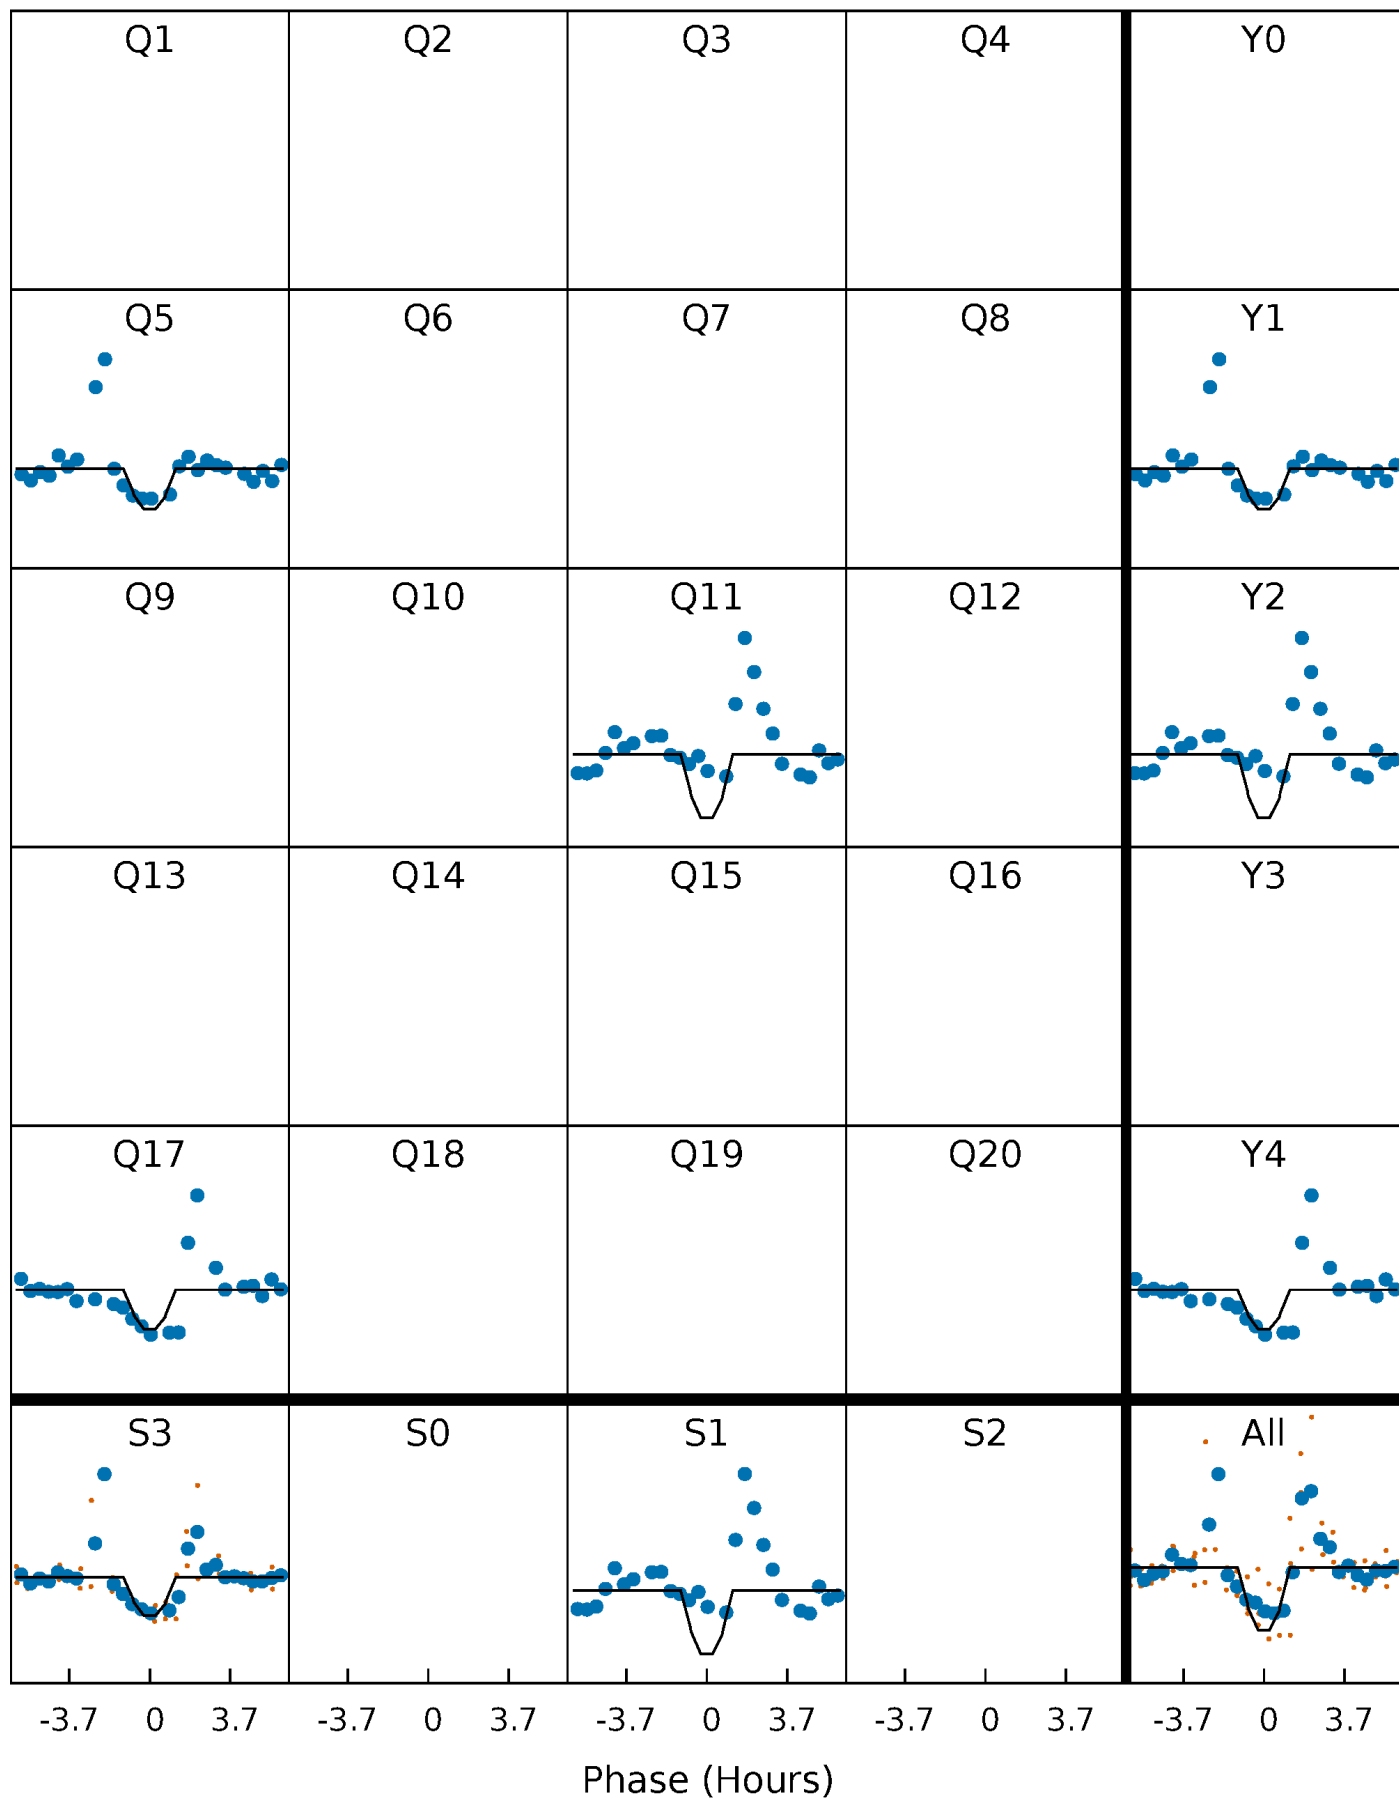 Q1 Q2 Q3 Q4 Y0
Q5 Q6 Q7 Q8 Y1
Q9 Q10 Q11 Q12 Y2
Q13 Q14 Q15 Q16 Y3
Q17 Q18 Q19 Q20 Y4
S3 S0 S1 S2 All
-3.7 0 3.7 -3.7 0 3.7 -3.7 0 3.7 -3.7 0 3.7 -3.7 0 3.7
Phase (Hours)